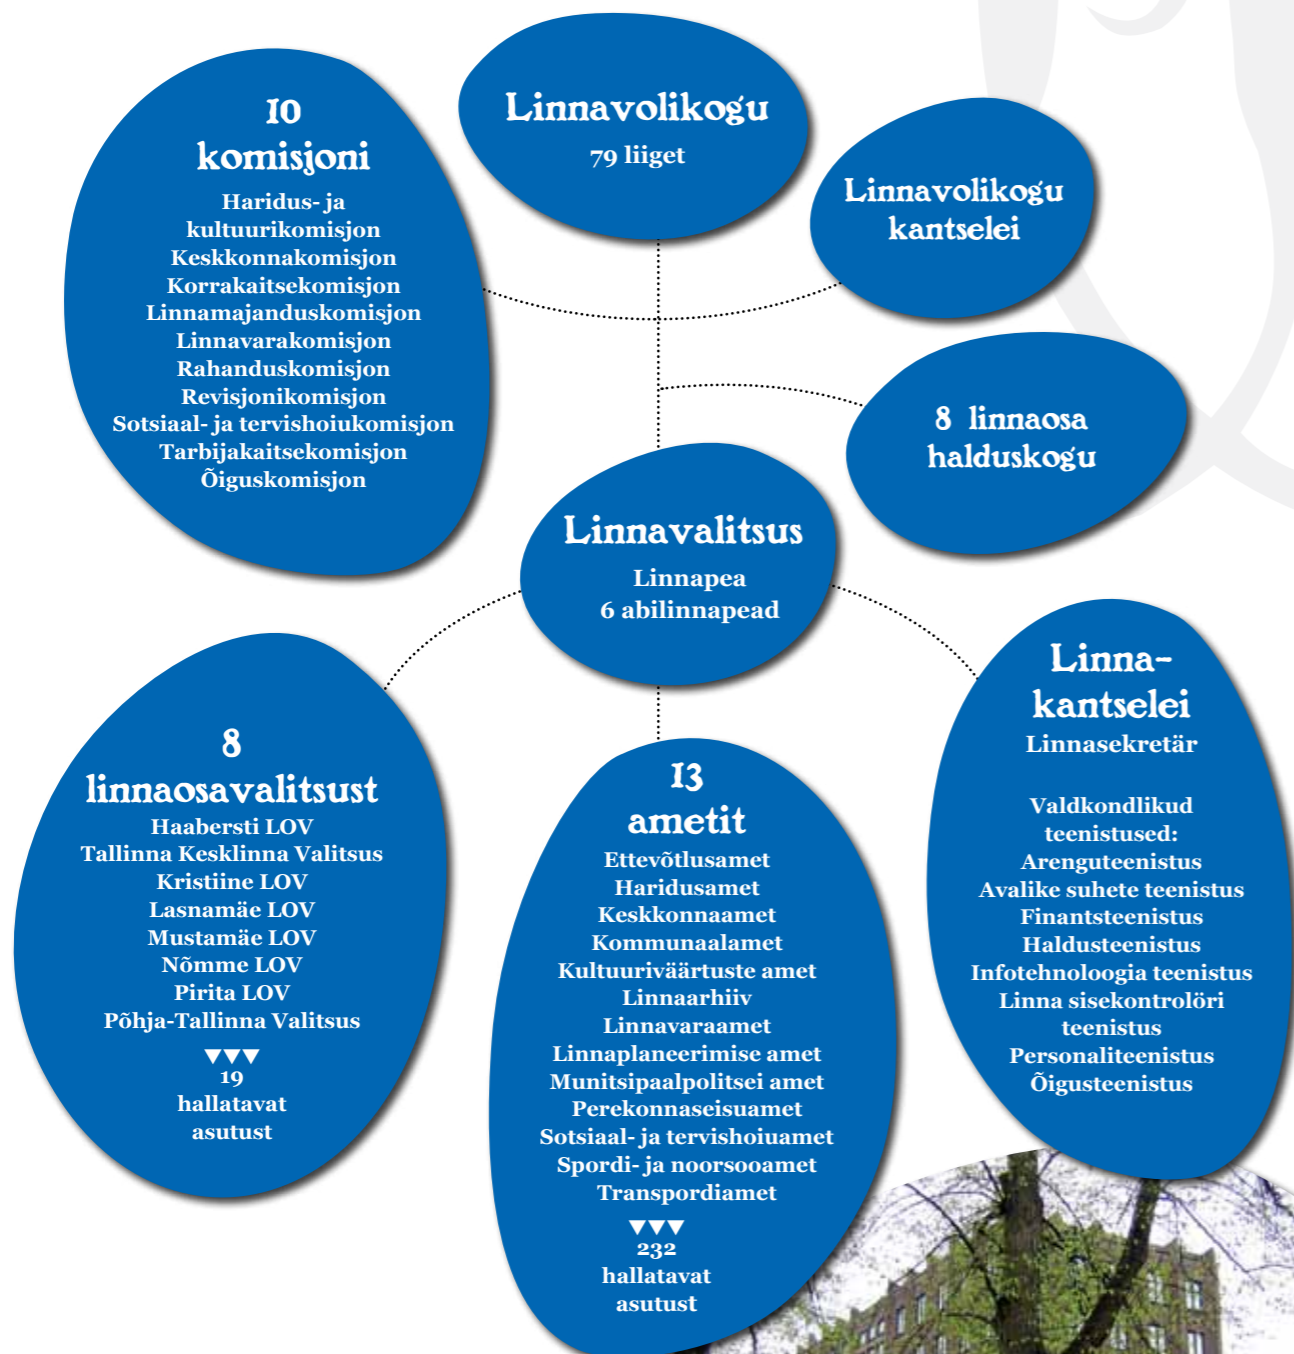 10
komisjoni
Haridus- ja
kultuurikomisjon
Keskkonnakomisjon
Korrakaitsekomisjon
Linnamajanduskomisjon
Linnavarakomisjon
Rahanduskomisjon
Revisjonikomisjon
Sotsiaal- ja tervishoiukomisjon
Tarbijakaitsekomisjon
Õiguskomisjon
Linnavolikogu
79 liiget
Linnavolikogu
kantselei
8 linnaosa
halduskogu
Linnavalitsus
Linnapea
6 abilinnapead
8
linnaosavalitsust
Haabersti LOV
Tallinna Kesklinna Valitsus
Kristiine LOV
Lasnamäe LOV
Mustamäe LOV
Nõmme LOV
Pirita LOV
Põhja-Tallinna Valitsus
▼▼▼
19
hallatavat
asutust
13
ametit
Ettevõtlusamet
Haridusamet
Keskkonnaamet
Kommunaalamet
Kultuuriväärtuste amet
Linnaarhiiv
Linnavaraamet
Linnaplaneerimise amet
Munitsipaalpolitsei amet
Perekonnaseisuamet
Sotsiaal- ja tervishoiuamet
Spordi- ja noorsooamet
Transpordiamet
▼▼▼
232
hallatavat
asutust
Linna-
kantselei
Linnasekretär
Valdkondlikud
teenistused:
Arenguteenistus
Avalike suhete teenistus
Finantsteenistus
Haldusteenistus
Infotehnoloogia teenistus
Linna sisekontrolöri
teenistus
Personaliteenistus
Õigusteenistus